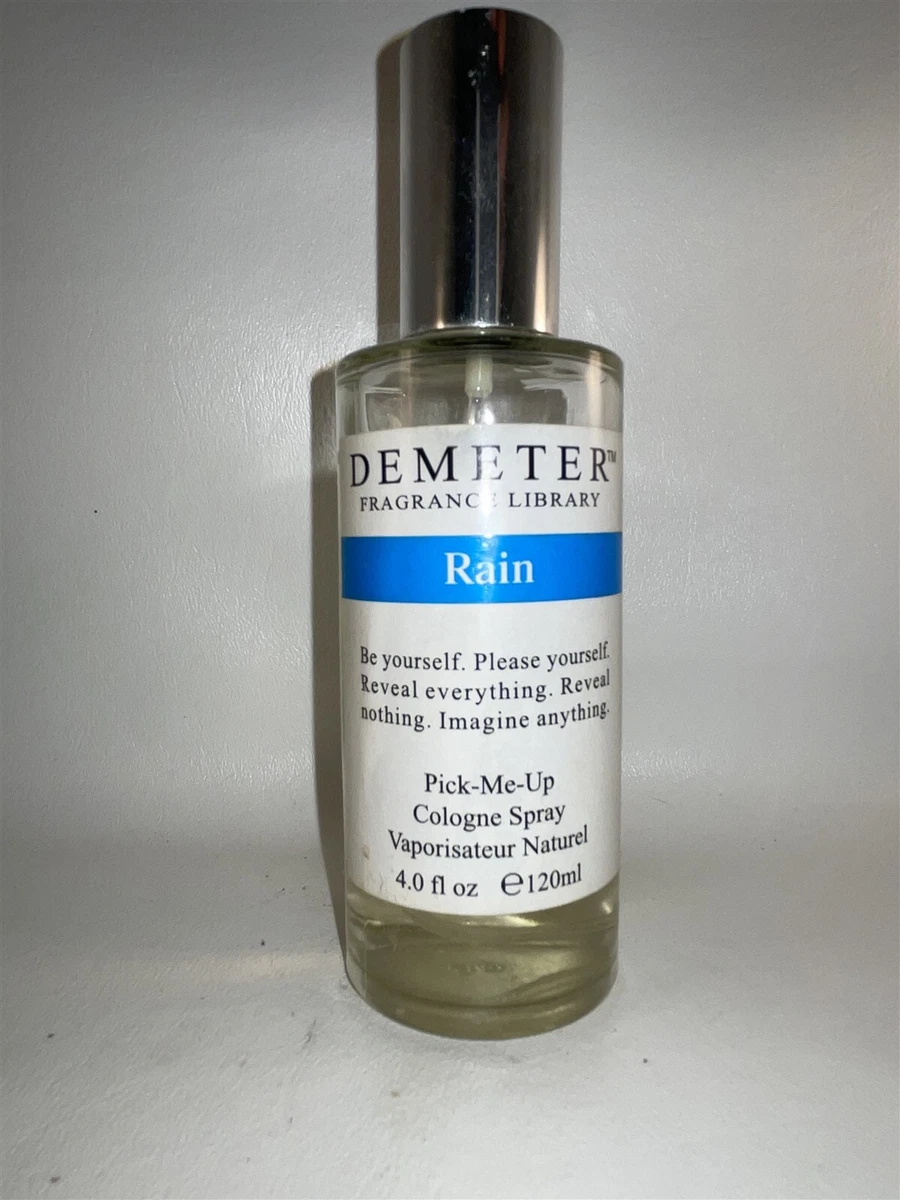 DEMETER™
FRAGRANCE LIBRARY
Rain
Be yourself. Please yourself.
Reveal everything. Reveal
nothing. Imagine anything.
Pick-Me-Up
Cologne Spray
Vaporisateur Naturel
4.0 fl oz ℮120ml